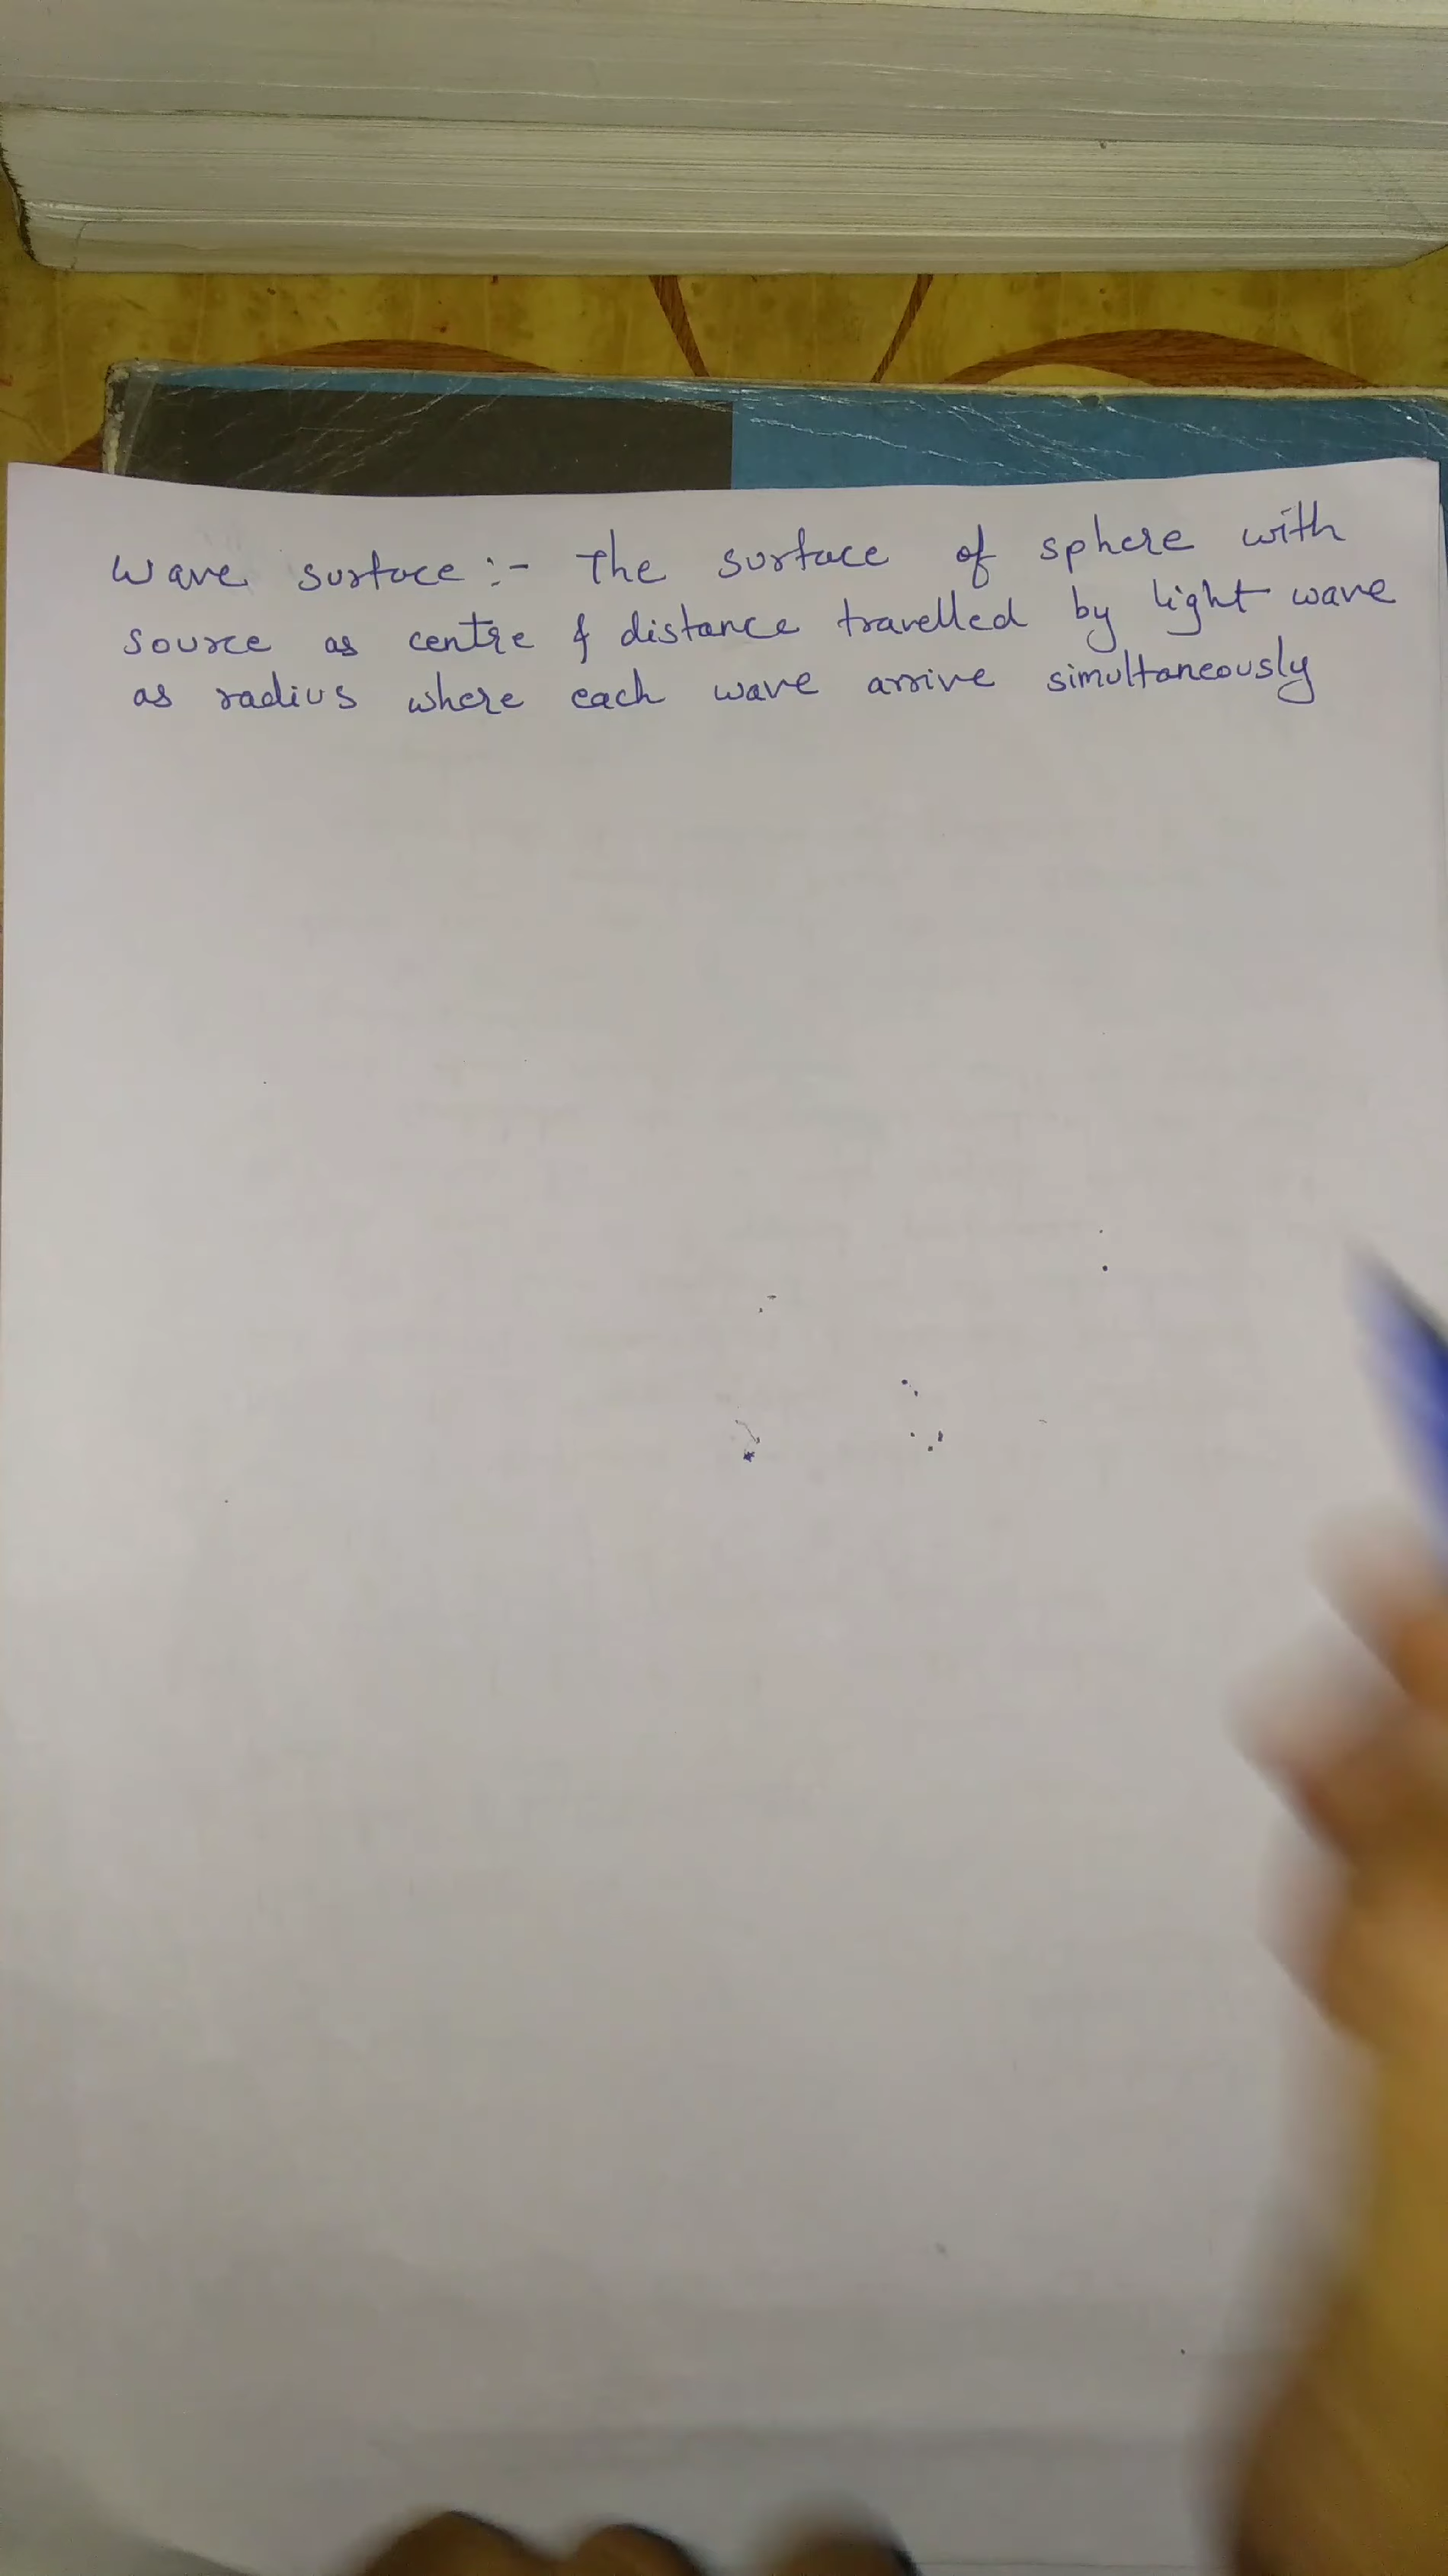 Wave surface :- The surface of sphere with
source as centre & distance travelled by light wave
as radius where each wave arrive simultaneously